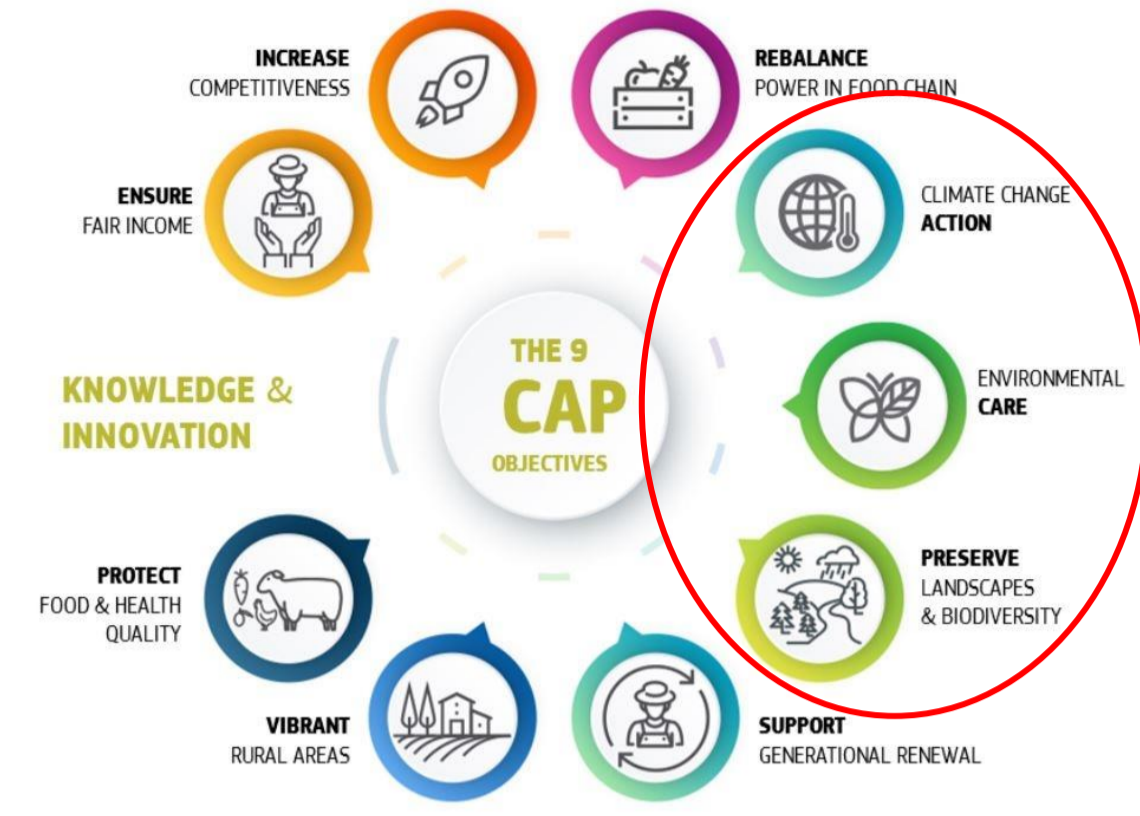 INCREASE
COMPETITIVENESS
REBALANCE
POWER IN FOOD CHAIN
ENSURE
FAIR INCOME
CLIMATE CHANGE
ACTION
THE 9
CAP
OBJECTIVES
KNOWLEDGE &
INNOVATION
ENVIRONMENTAL
CARE
PROTECT
FOOD & HEALTH
QUALITY
PRESERVE
LANDSCAPES
& BIODIVERSITY
VIBRANT
RURAL AREAS
SUPPORT
GENERATIONAL RENEWAL